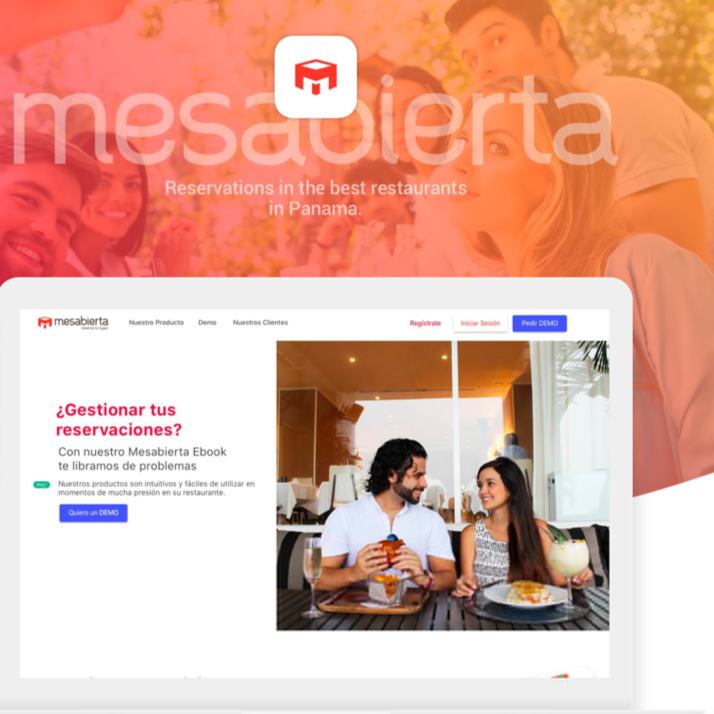 mesabierta
Reservations in the best restaurants
in Panama.
mesabierta
Nuestro Producto Demo Nuestros Clientes Regístrate Iniciar Sesión Pedir DEMO
¿Gestionar tus
reservaciones?
Con nuestro Mesabierta Ebook
te libramos de problemas
Hey!
Nuestros productos son intuitivos y fáciles de utilizar en
momentos de mucha presión en su restaurante.
Quiero un DEMO